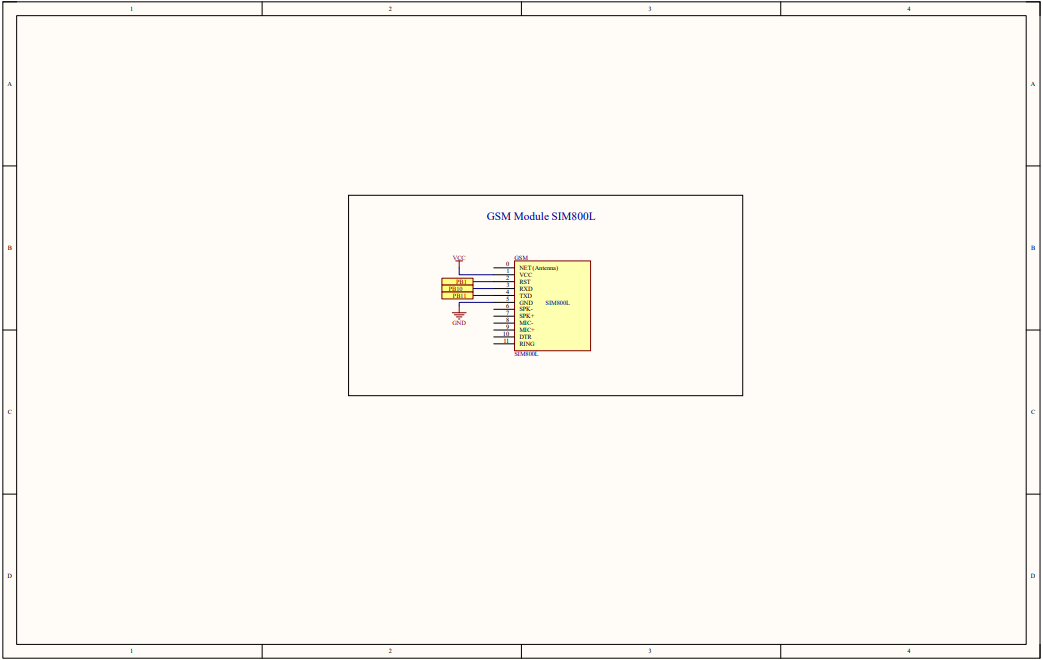 1 2 3 4
A A
GSM Module SIM800L
B B
VCC GSM
0 NET(Antenna)
1 VCC
PB1 2 RST
PB10 3 RXD
PB11 4 TXD
5 GND SIM800L
6 SPK-
7 SPK+
GND 8 MIC-
9 MIC+
10 DTR
11 RING
SIM800L
C C
D D
1 2 3 4